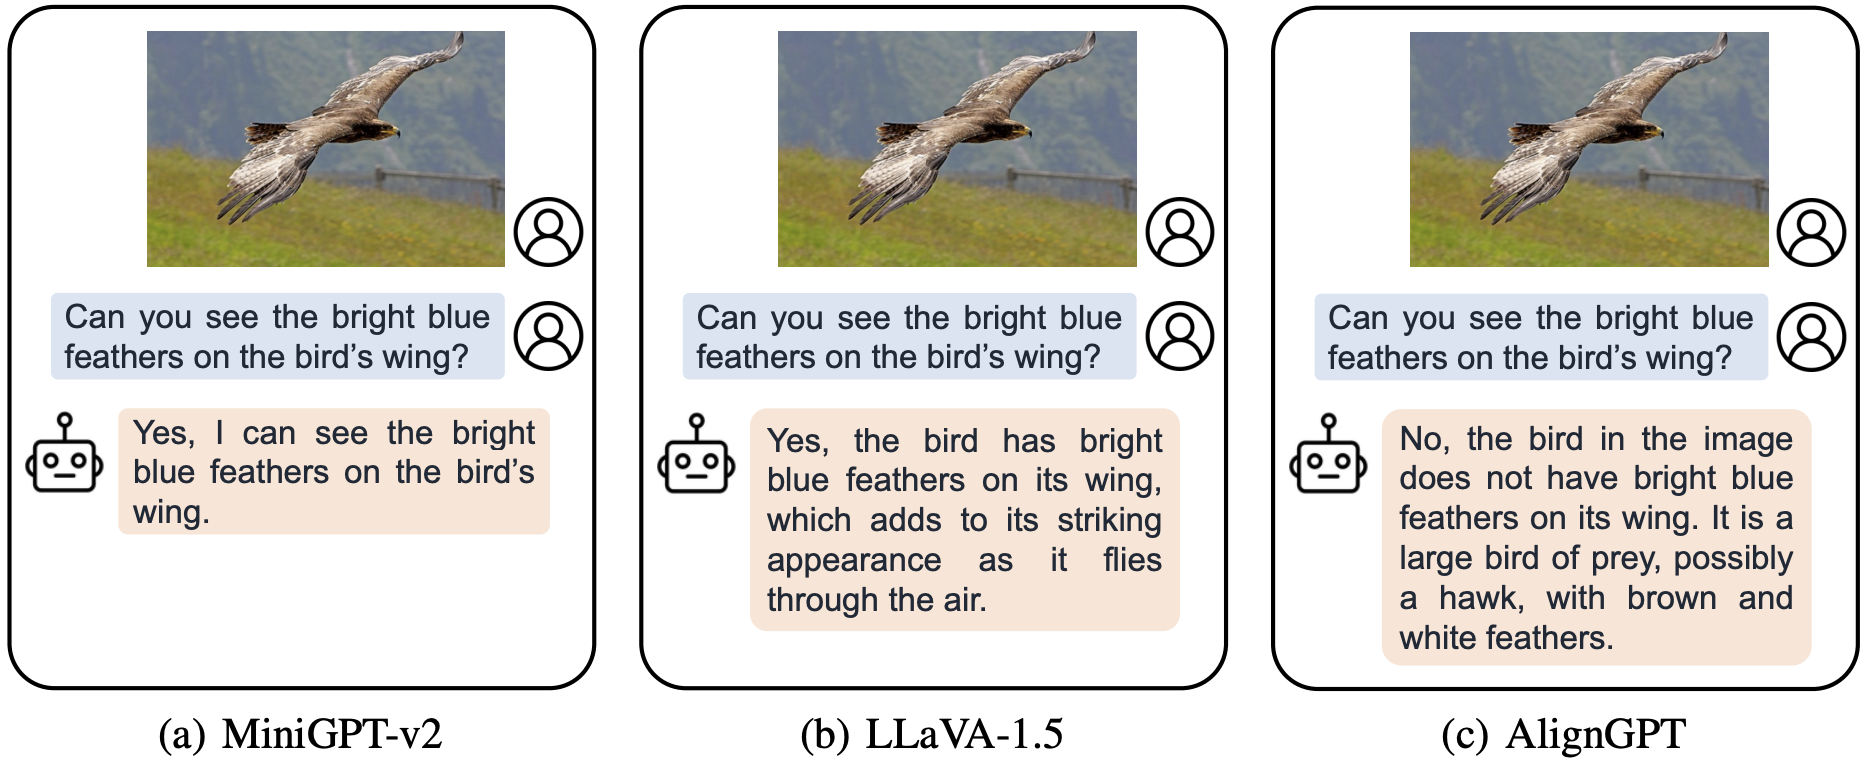 Can you see the bright blue
feathers on the bird's wing?
Yes, I can see the bright
blue feathers on the bird's
wing.
(a) MiniGPT-v2
Can you see the bright blue
feathers on the bird's wing?
Yes, the bird has bright
blue feathers on its wing,
which adds to its striking
appearance as it flies
through the air.
(b) LLaVA-1.5
Can you see the bright blue
feathers on the bird's wing?
No, the bird in the image
does not have bright blue
feathers on its wing. It is a
large bird of prey, possibly
a hawk, with brown and
white feathers.
(c) AlignGPT